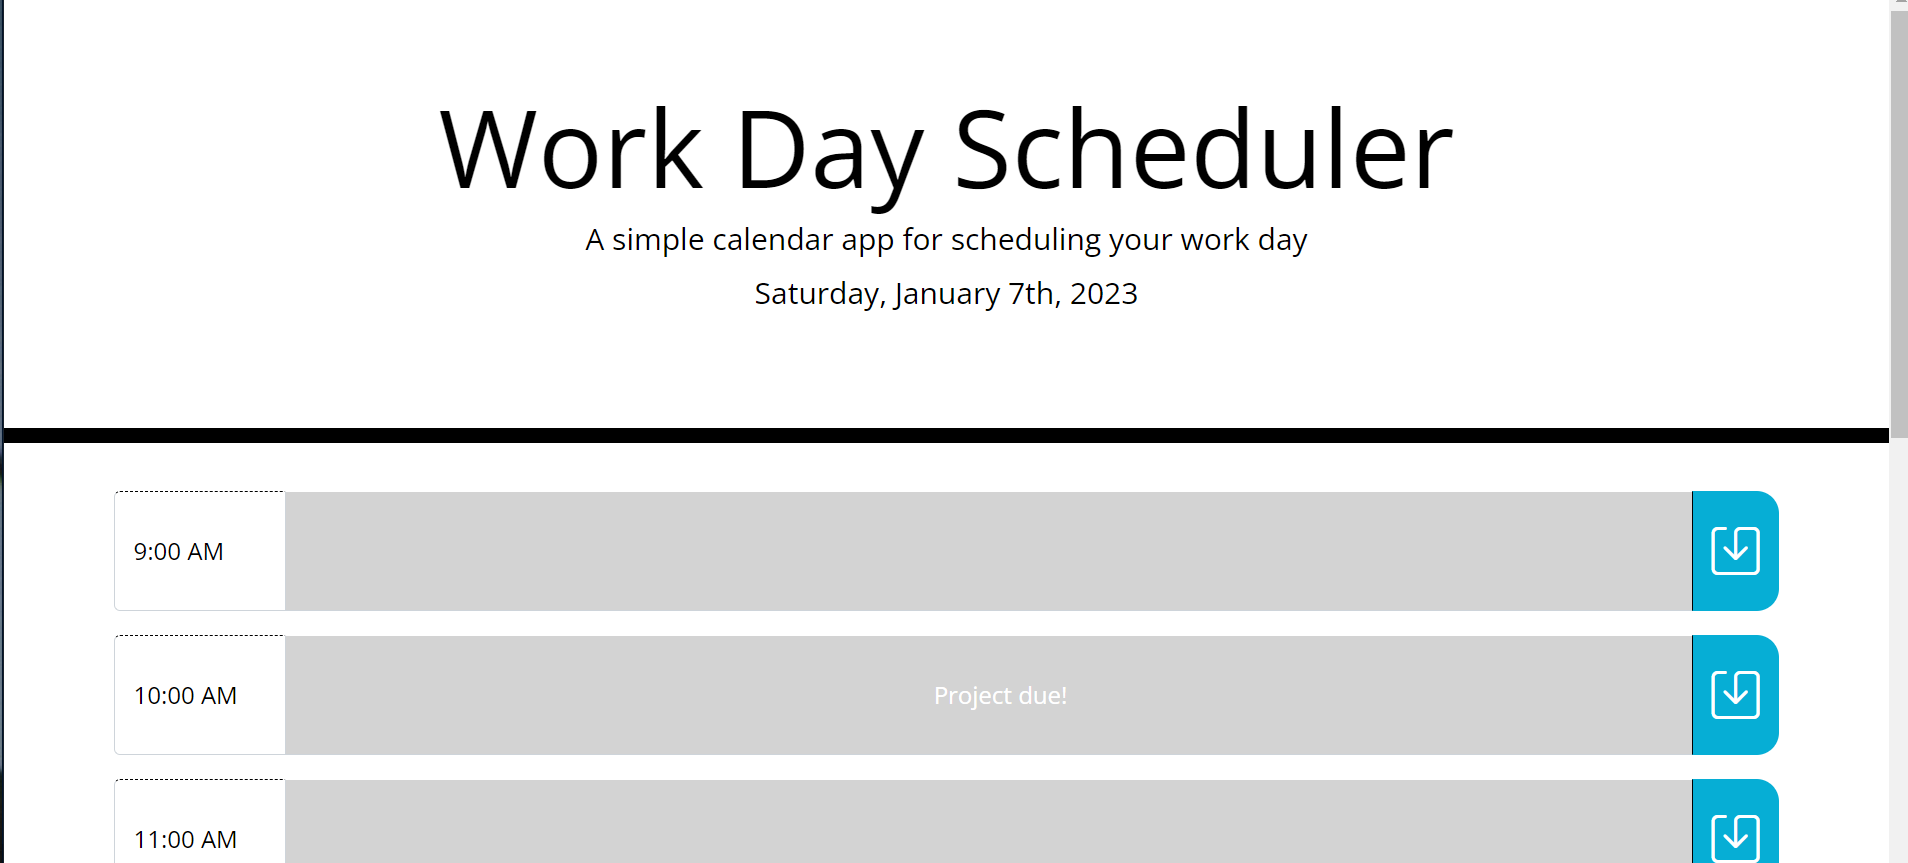 Work Day Scheduler
A simple calendar app for scheduling your work day
Saturday, January 7th, 2023
9:00 AM
10:00 AM
Project due!
11:00 AM